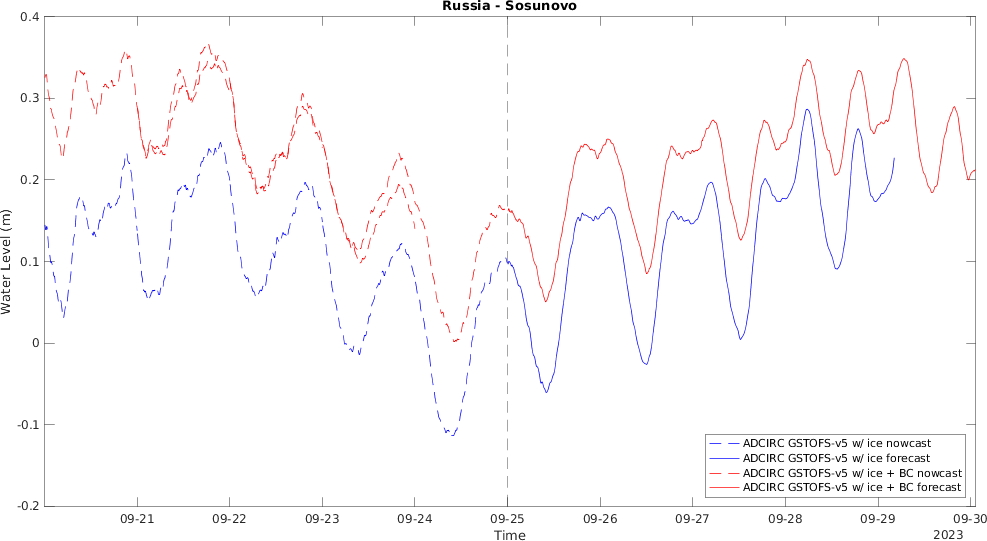 Russia - Sosunovo
Water Level (m)
0.4
0.3
0.2
0.1
0
-0.1
-0.2
ADCIRC GSTOFS-v5 w/ ice nowcast
ADCIRC GSTOFS-v5 w/ ice forecast
ADCIRC GSTOFS-v5 w/ ice + BC nowcast
ADCIRC GSTOFS-v5 w/ ice + BC forecast
09-21 09-22 09-23 09-24 09-25 09-26 09-27 09-28 09-29 09-30
Time
2023